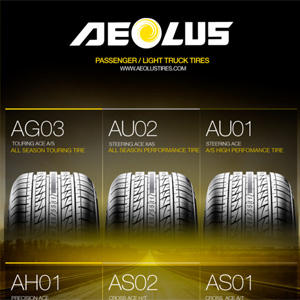 AEOLUS
PASSENGER / LIGHT TRUCK TIRES
WWW.AEOLUSTIRES.COM
AG03 AU02 AU01
TOURING ACE A/S STEERING ACE AAS STEERING ACE
ALL SEASON TOURING TIRE ALL SEASON PERFORMANCE TIRE A/S HIGH PERFOMANCE TIRE
AH01 AS02 AS01
PRECISION ACE CROSS ACE H/T CROSS ACE A/T